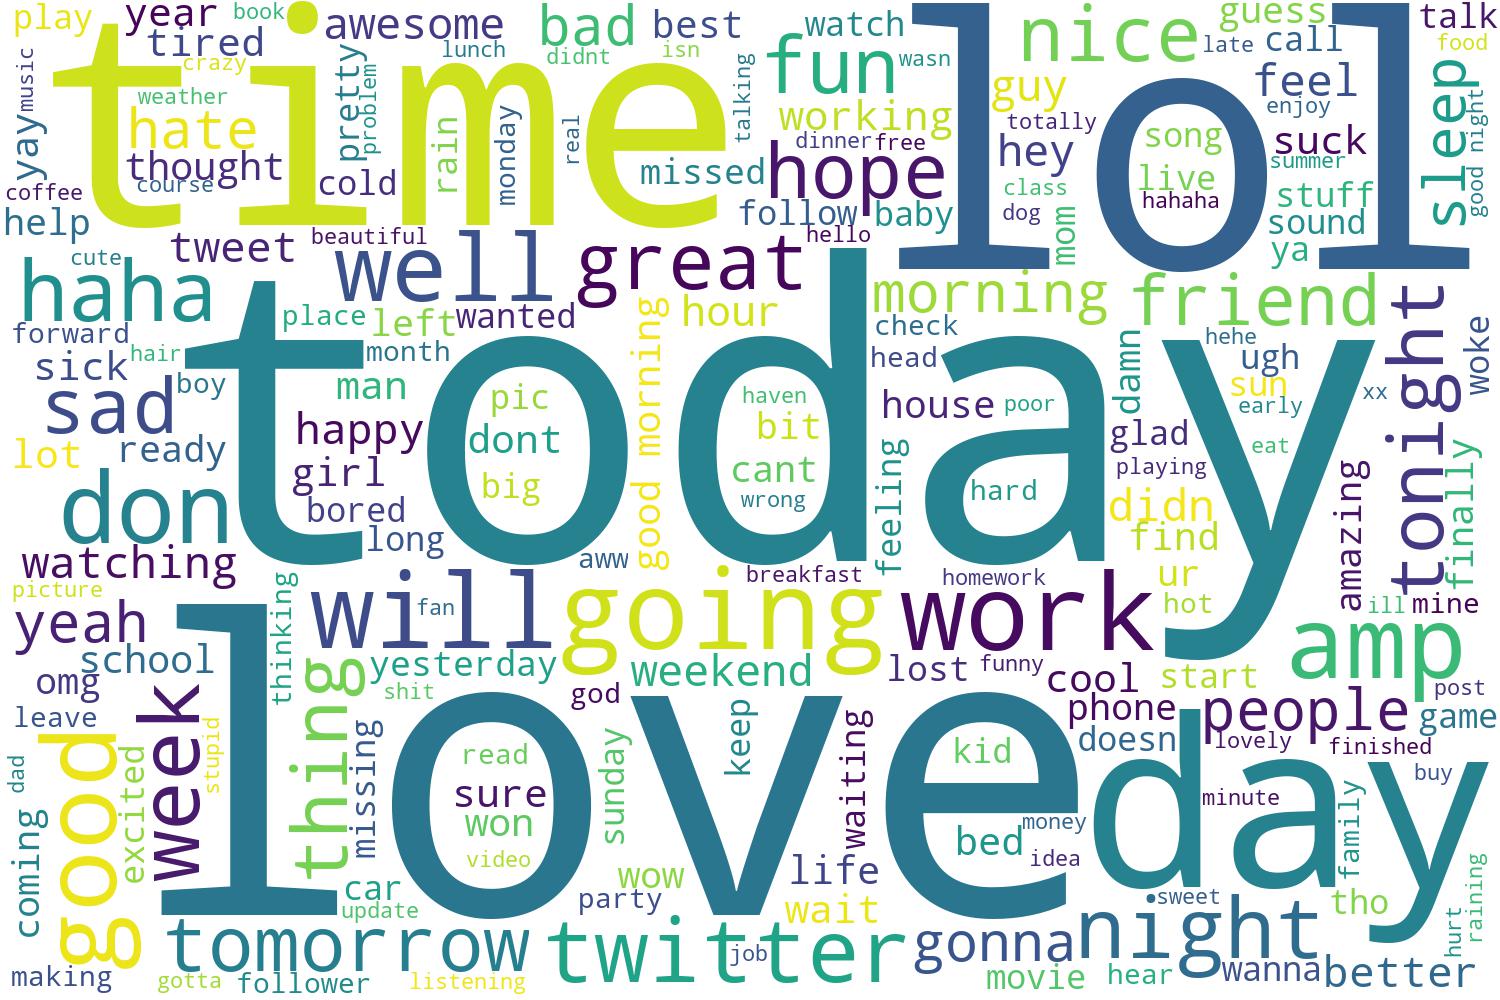 play
year
book
awesome
bad
best
watch
nice
guess
talk
tired
lunch
didnt
isn
late
call
food
music
crazy
time
fun
wasn
lol
feel
weather
pretty
problem
talking
guy
enjoy
sleep
yay
hate
rain
monday
real
working
totally
song
suck
good night
thought
dinner
free
hey
summer
coffee
course
cold
missed
hope
class
live
stuff
help
follow
baby
dog
hahaha
sound
tweet
beautiful
hello
mom
ya
cute
well
great
haha
morning
friend
forward
place
left
wanted
hour
check
tonight
woke
hair
month
good morning
head
damn
hehe
ugh
sick
boy
man
today
pic
haven
house
poor
sun
xx
sad
early
happy
dont
bit
glad
lot
ready
girl
cant
feeling
playing
eat
amazing
finally
don
big
wrong
hard
bored
didn
long
find
watching
aww
breakfast
homework
ur
picture
thinking
will
fan
going
work
hot
ill
mine
yeah
amp
school
yesterday
weekend
lost
funny
start
omg
shit
god
cool
post
leave
week
thing
love
phone
people
game
good
stupid
missing
sunday
keep
waiting
doesn
lovely
finished
dad
excited
read
kid
buy
coming
sure
minute
day
family
won
money
video
bed
idea
car
wow
life
update
party
wait
sweet
tho
hurt
raining
tomorrow
twitter
gonna
night
making
gotta
follower
listening
job
movie
hear
wanna
better